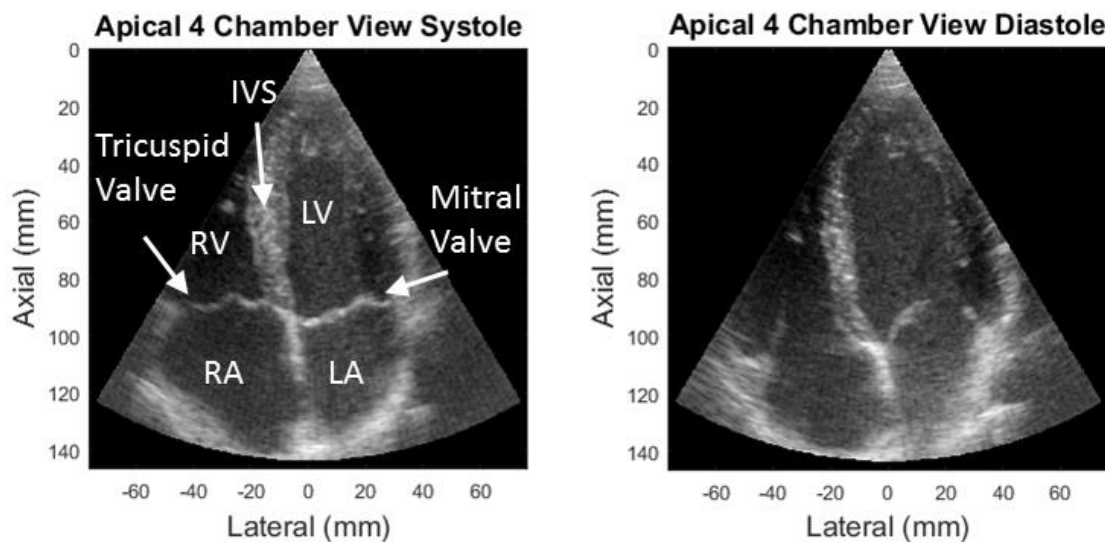 Apical 4 Chamber View Systole
0
20
40
60
80
100
120
140
Axial (mm)
IVS
Tricuspid
Valve
LV
RV
Mitral
Valve
RA
LA
-60 -40 -20 0 20 40 60
Lateral (mm)
Apical 4 Chamber View Diastole
0
20
40
60
80
100
120
140
Axial (mm)
-60 -40 -20 0 20 40 60
Lateral (mm)